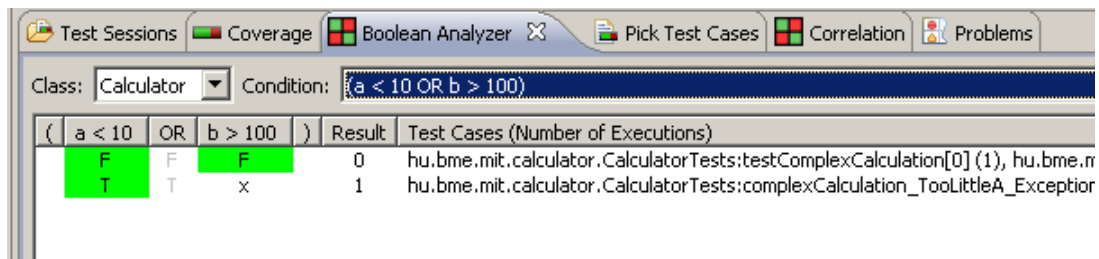 Test Sessions Coverage Boolean Analyzer Pick Test Cases Correlation Problems
Class: Calculator Condition: (a < 10 OR b > 100)
( a < 10 OR b > 100 ) Result Test Cases (Number of Executions)
F F F 0 hu.bme.mit.calculator.CalculatorTests:testComplexCalculation[0] (1), hu.bme.m
T T x 1 hu.bme.mit.calculator.CalculatorTests:complexCalculation_TooLittleA_Exception